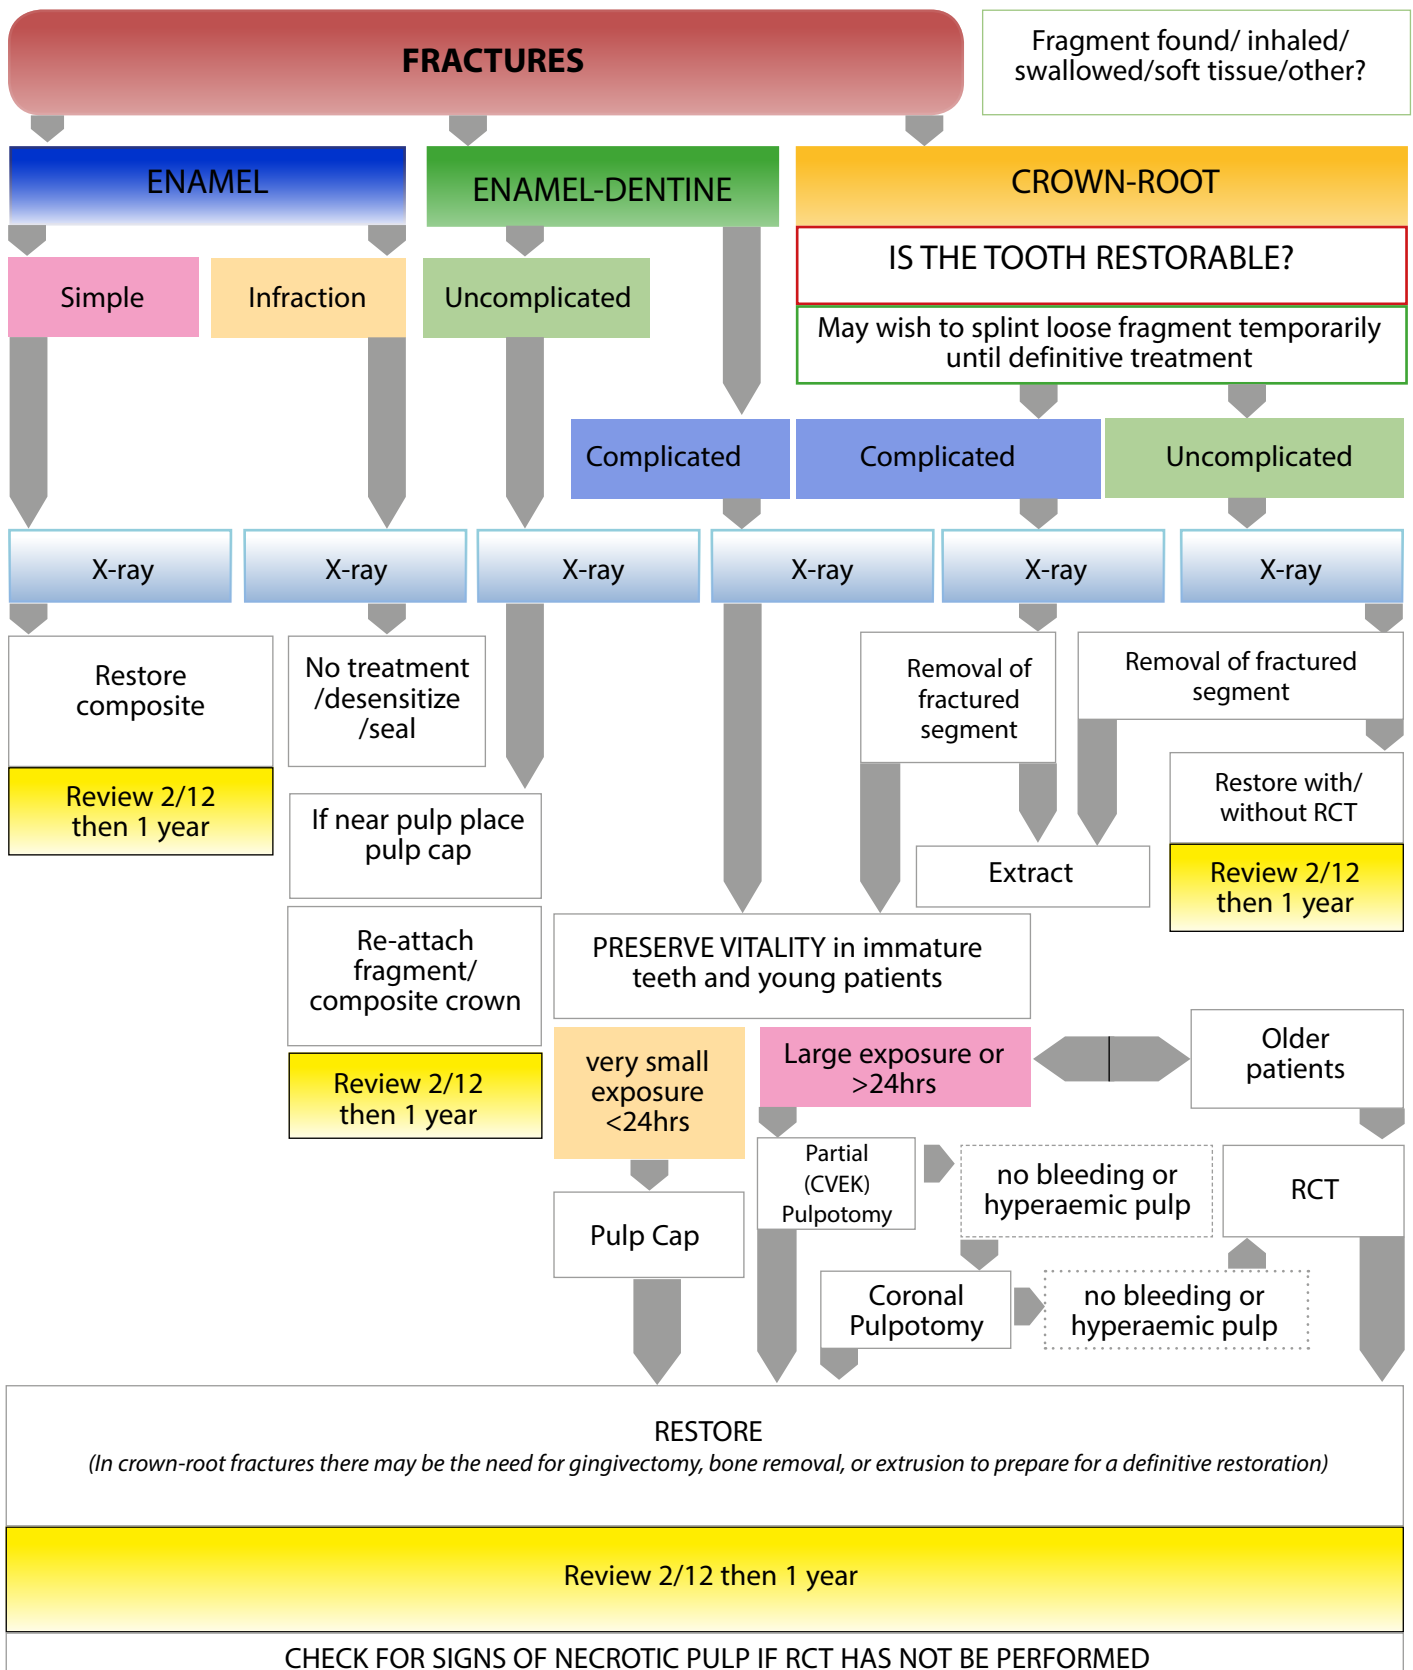 FRACTURES
Fragment found/ inhaled/
swallowed/soft tissue/other?
ENAMEL
ENAMEL-DENTINE
CROWN-ROOT
IS THE TOOTH RESTORABLE?
Simple
Infraction
Uncomplicated
May wish to splint loose fragment temporarily
until definitive treatment
Complicated
Complicated
Uncomplicated
X-ray
X-ray
X-ray
X-ray
X-ray
X-ray
Restore
composite
No treatment
/desensitize
/seal
Removal of
fractured
segment
Removal of fractured
segment
Review 2/12
then 1 year
If near pulp place
pulp cap
Restore with/
without RCT
Extract
Review 2/12
then 1 year
Re-attach
fragment/
composite crown
PRESERVE VITALITY in immature
teeth and young patients
Review 2/12
then 1 year
very small
exposure
<24hrs
Large exposure or
>24hrs
Older
patients
Partial
(CVEK)
Pulpotomy
no bleeding or
hyperaemic pulp
RCT
Pulp Cap
Coronal
Pulpotomy
no bleeding or
hyperaemic pulp
RESTORE
(In crown-root fractures there may be the need for gingivectomy, bone removal, or extrusion to prepare for a definitive restoration)
Review 2/12 then 1 year
CHECK FOR SIGNS OF NECROTIC PULP IF RCT HAS NOT BE PERFORMED